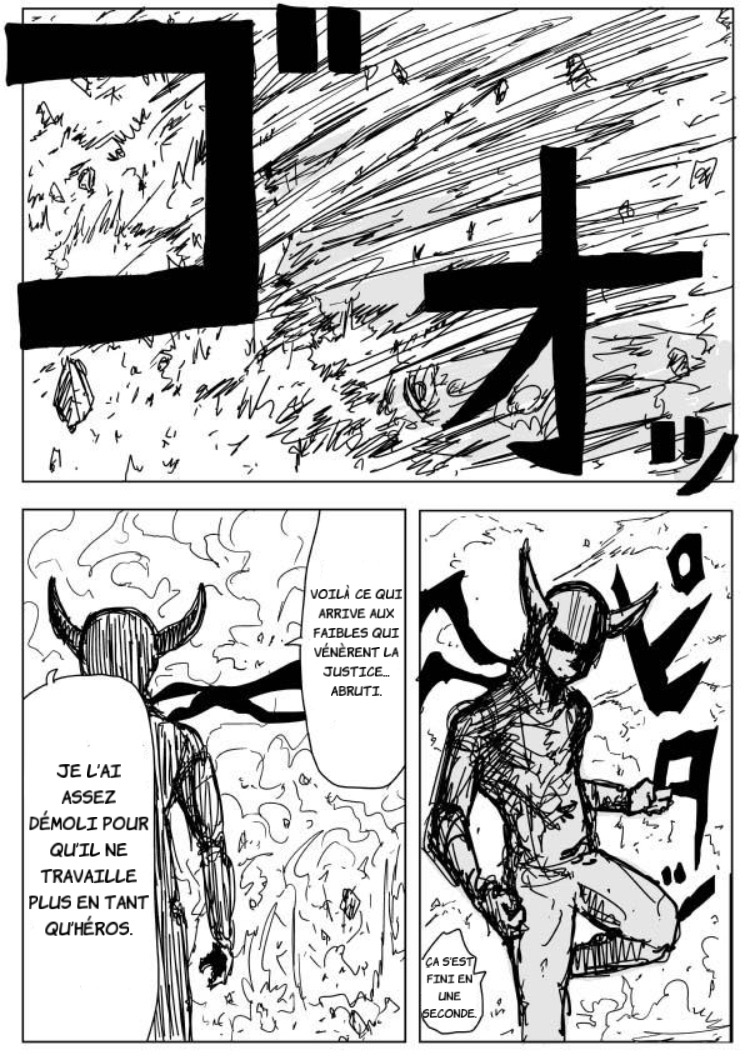 ゴオッ
ピタッ
ÇA S'EST
FINI EN
UNE
SECONDE.
VOILÀ CE QUI
ARRIVE AUX
FAIBLES QUI
VÉNÈRENT LA
JUSTICE...
ABRUTI.
JE L'AI
ASSEZ
DÉMOLI POUR
QU'IL NE
TRAVAILLE
PLUS EN TANT
QU'HÉROS.